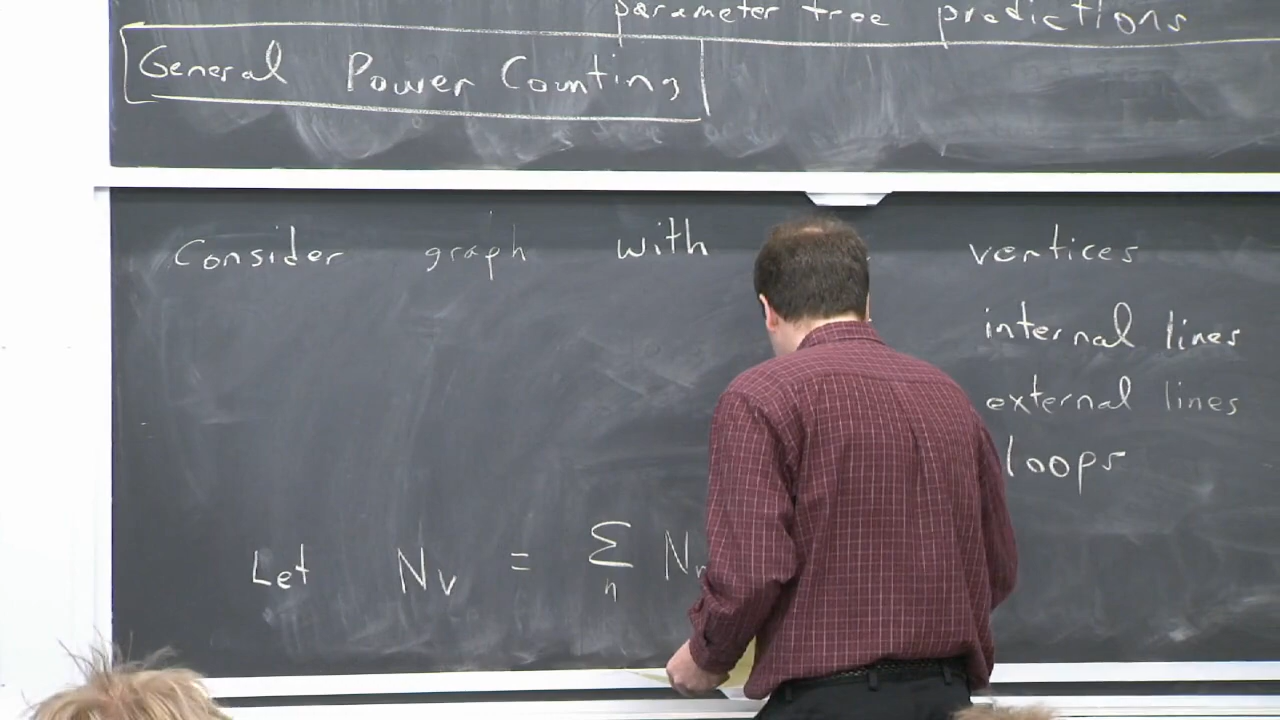 parameter tree predictions
General Power Counting
Consider graph with vertices
internal lines
external lines
loops
Let N_V = Σ_n N_n